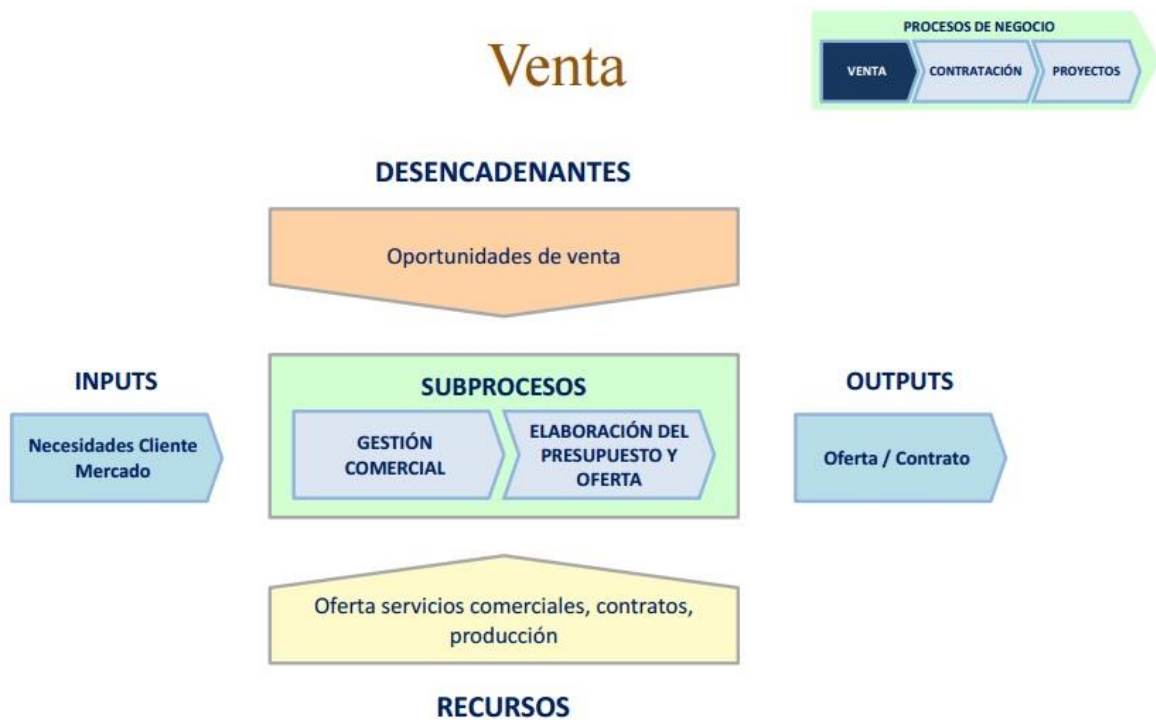 PROCESOS DE NEGOCIO
VENTA
CONTRATACIÓN
PROYECTOS
Venta
DESENCADENANTES
Oportunidades de venta
INPUTS
Necesidades Cliente
Mercado
SUBPROCESOS
GESTIÓN
COMERCIAL
ELABORACIÓN DEL
PRESUPUESTO Y
OFERTA
OUTPUTS
Oferta / Contrato
Oferta servicios comerciales, contratos,
producción
RECURSOS